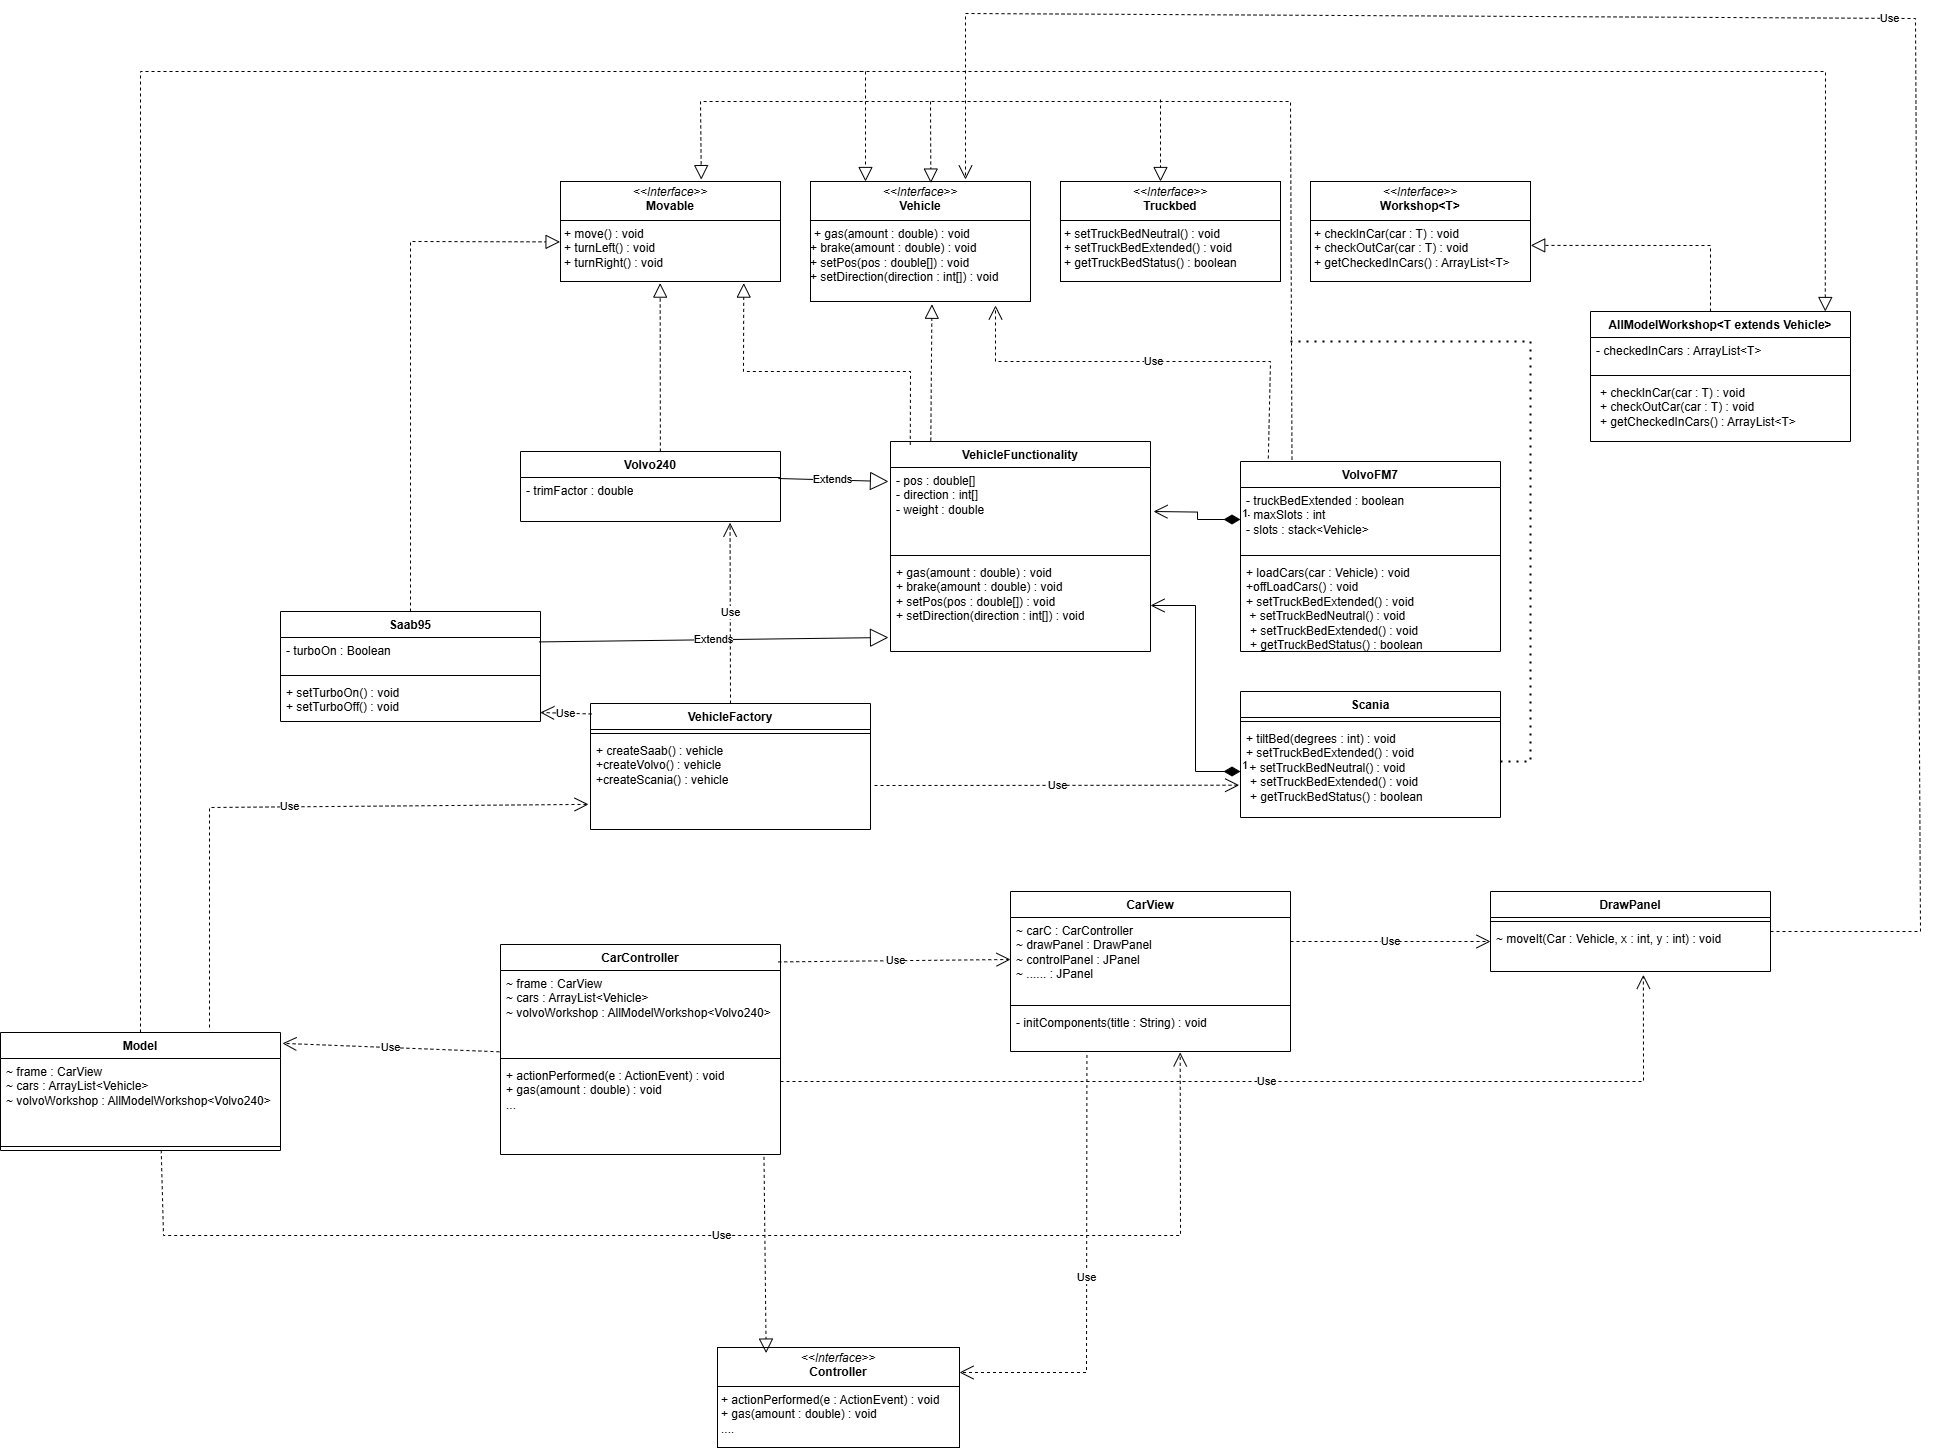 Use
<<Interface>>
Movable
+ move() : void
+ turnLeft() : void
+ turnRight() : void
<<Interface>>
Vehicle
+ gas(amount : double) : void
+ brake(amount : double) : void
+ setPos(pos : double[]) : void
+ setDirection(direction : int[]) : void
<<Interface>>
Truckbed
+ setTruckBedNeutral() : void
+ setTruckBedExtended() : void
+ getTruckBedStatus() : boolean
<<Interface>>
Workshop<T>
+ checkInCar(car : T) : void
+ checkOutCar(car : T) : void
+ getCheckedInCars() : ArrayList<T>
AllModelWorkshop<T extends Vehicle>
- checkedInCars : ArrayList<T>
+ checkInCar(car : T) : void
+ checkOutCar(car : T) : void
+ getCheckedInCars() : ArrayList<T>
Use
Volvo240
- trimFactor : double
Extends
VehicleFunctionality
- pos : double[]
- direction : int[]
- weight : double
+ gas(amount : double) : void
+ brake(amount : double) : void
+ setPos(pos : double[]) : void
+ setDirection(direction : int[]) : void
VolvoFM7
- truckBedExtended : boolean
1
- maxSlots : int
- slots : stack<Vehicle>
+ loadCars(car : Vehicle) : void
+offLoadCars() : void
+ setTruckBedExtended() : void
+ setTruckBedNeutral() : void
+ setTruckBedExtended() : void
+ getTruckBedStatus() : boolean
Use
Saab95
- turboOn : Boolean
+ setTurboOn() : void
+ setTurboOff() : void
Extends
Use
VehicleFactory
+ createSaab() : vehicle
+createVolvo() : vehicle
+createScania() : vehicle
Use
Scania
+ tiltBed(degrees : int) : void
+ setTruckBedExtended() : void
1
+ setTruckBedNeutral() : void
+ setTruckBedExtended() : void
+ getTruckBedStatus() : boolean
Use
CarView
~ carC : CarController
~ drawPanel : DrawPanel
~ controlPanel : JPanel
~ ...... : JPanel
- initComponents(title : String) : void
Use
DrawPanel
~ moveIt(Car : Vehicle, x : int, y : int) : void
CarController
~ frame : CarView
~ cars : ArrayList<Vehicle>
~ volvoWorkshop : AllModelWorkshop<Volvo240>
+ actionPerformed(e : ActionEvent) : void
+ gas(amount : double) : void
...
Use
Use
Use
Model
~ frame : CarView
~ cars : ArrayList<Vehicle>
~ volvoWorkshop : AllModelWorkshop<Volvo240>
Use
Use
<<Interface>>
Controller
+ actionPerformed(e : ActionEvent) : void
+ gas(amount : double) : void
....